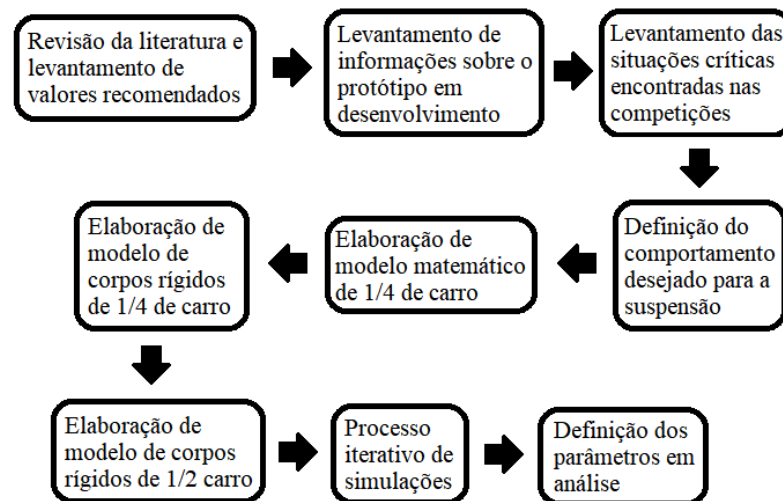 Revisão da literatura e
levantamento de
valores recomendados
Levantamento de
informações sobre o
protótipo em
desenvolvimento
Levantamento das
situações críticas
encontradas nas
competições
Definição do
comportamento
desejado para a
suspensão
Elaboração de
modelo matemático
de 1/4 de carro
Elaboração de
modelo de
corpos rígidos
de 1/4 de carro
Elaboração de
modelo de corpos
rígidos de 1/2 carro
Processo
iterativo de
simulações
Definição dos
parâmetros em
análise